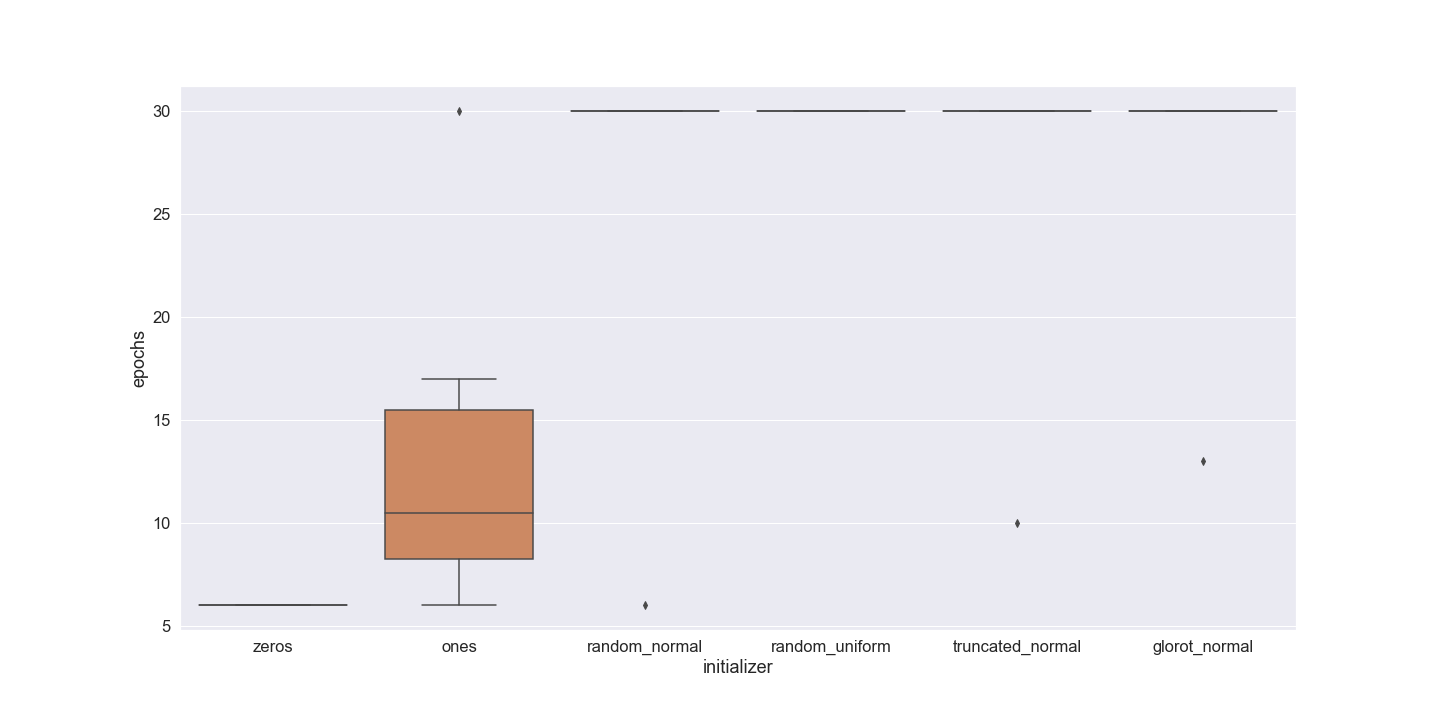 30
25
20
15
10
5
epochs
zeros ones random_normal random_uniform truncated_normal glorot_normal
initializer